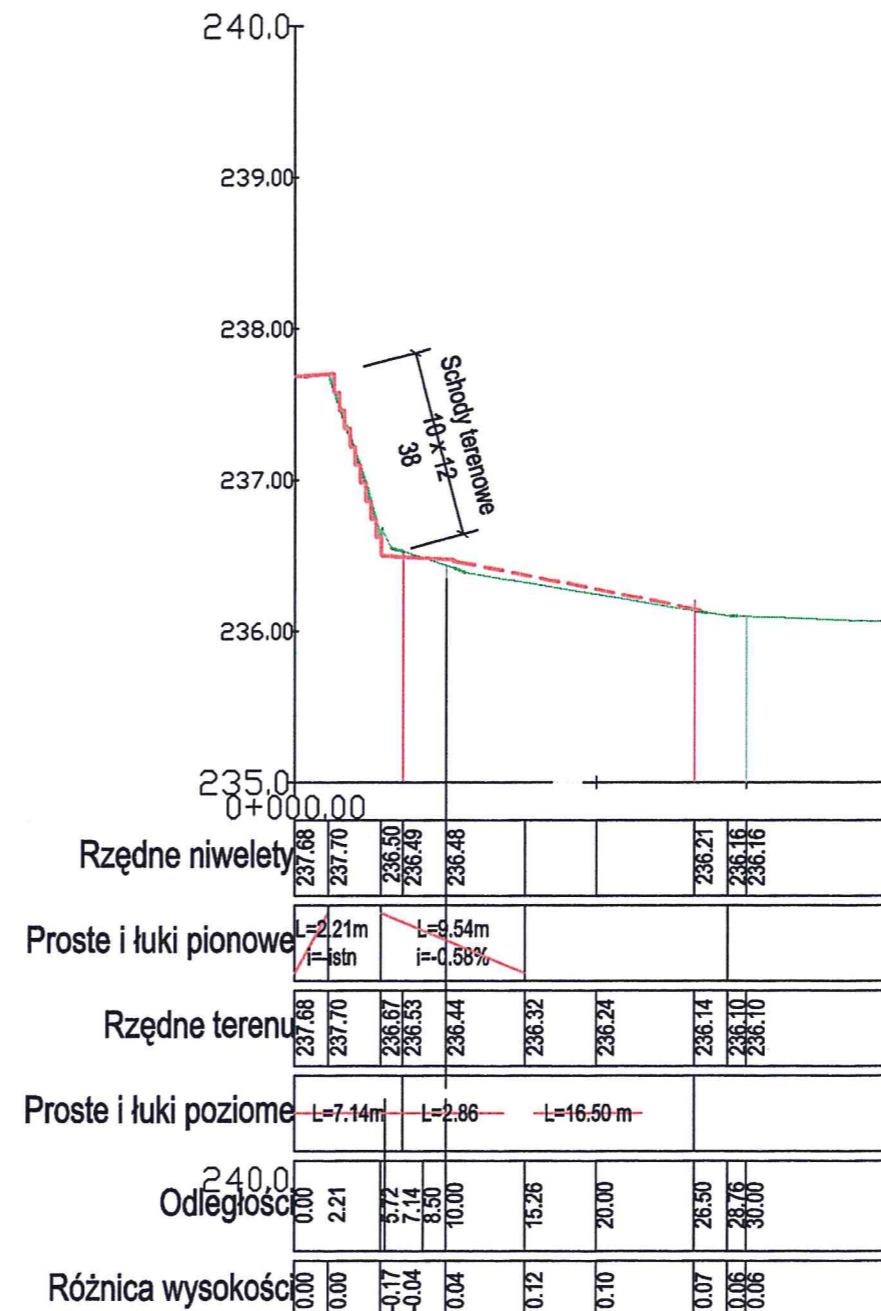 240.0
239.00
238.00
237.00
236.00
235.0
0+000.00
Schody terenowe
10 x 12
38
Rzędne niwelety 237.68 237.70 236.50 236.49 236.48 236.21 236.16 236.16
Proste i łuki pionowe L=2.21m i=-istn L=9.54m i=-0.58%
Rzędne terenu 237.68 237.70 236.67 236.53 236.44 236.32 236.24 236.14 236.10 236.10
Proste i łuki poziome L=7.14m L=2.86 L=16.50 m
240.0
Odległości 0.00 2.21 5.72 7.14 8.50 10.00 15.26 20.00 26.50 28.76 30.00
Różnica wysokości 0.00 0.00 -0.17 -0.04 0.04 0.12 0.10 0.07 0.06 0.06